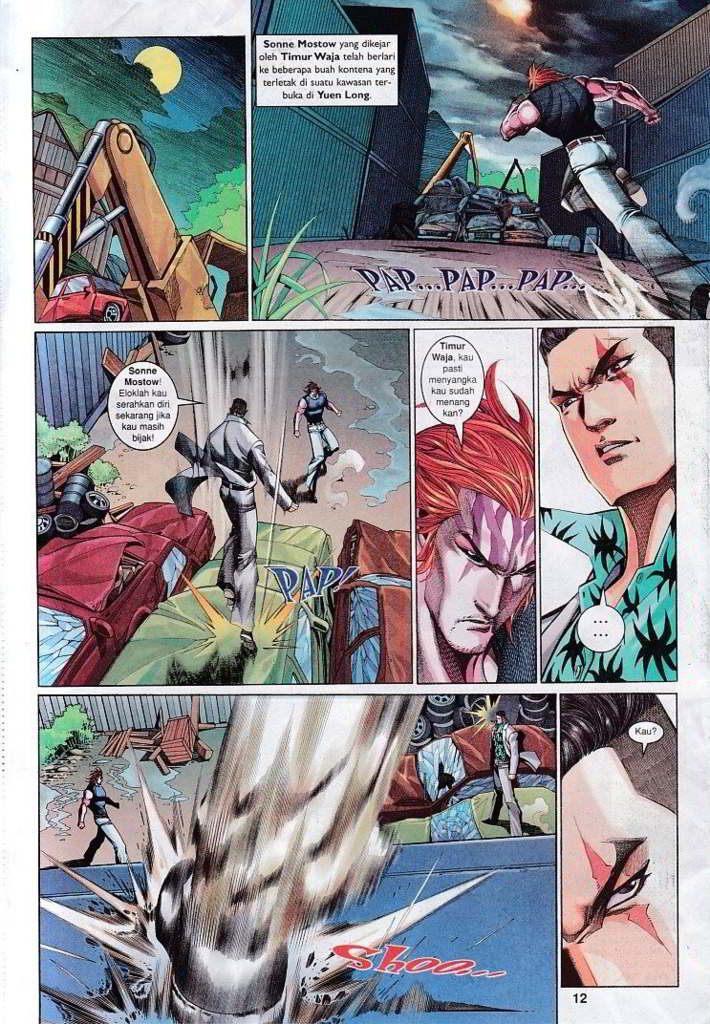 Sonne Mostow yang dikejar
oleh Timur Waja telah berlari
ke beberapa buah kontena yang
terletak di suatu kawasan ter-
buka di Yuen Long.
PAP...PAP...PAP...
Sonne
Mostow!
Eloklah kau
serahkan diri
sekarang jika
kau masih
bijak!
PAP!
Timur
Waja, kau
pasti
menyangka
kau sudah
menang
kan?
...
...
Kau?
Shoo...
12